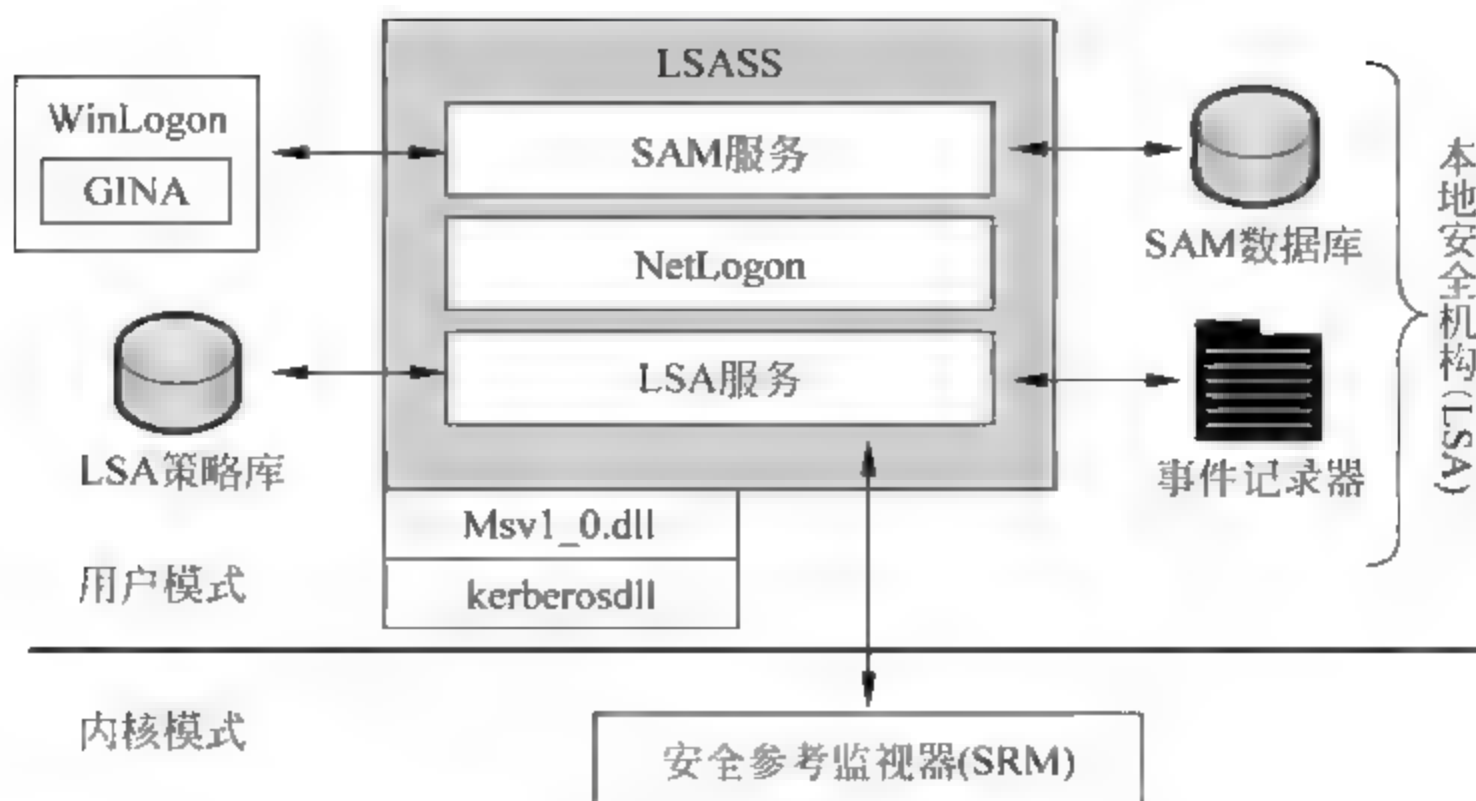 LSASS
WinLogon
GINA
SAM服务
NetLogon
LSA服务
SAM数据库
LSA策略库
事件记录器
本地安全机构(LSA)
Msv1_0.dll
kerberosdll
用户模式
内核模式
安全参考监视器(SRM)